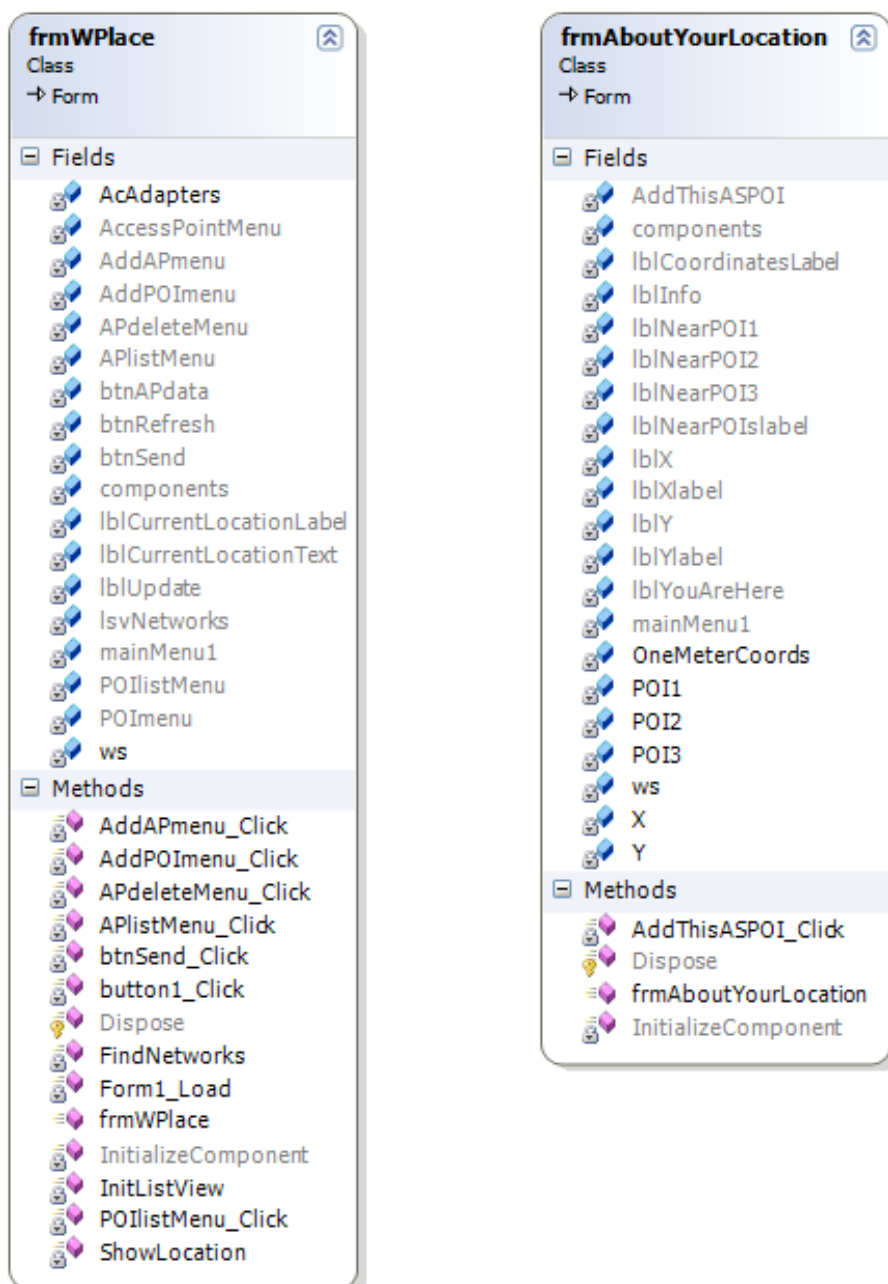 frmWPlace
Class
Form
Fields
AcAdapters
AccessPointMenu
AddAPmenu
AddPOImenu
APdeleteMenu
APlistMenu
btnAPdata
btnRefresh
btnSend
components
lblCurrentLocationLabel
lblCurrentLocationText
lblUpdate
lsvNetworks
mainMenu1
POIlistMenu
POImenu
ws
Methods
AddAPmenu_Click
AddPOImenu_Click
APdeleteMenu_Click
APlistMenu_Click
btnSend_Click
button1_Click
Dispose
FindNetworks
Form1_Load
frmWPlace
InitializeComponent
InitListView
POIlistMenu_Click
ShowLocation
frmAboutYourLocation
Class
Form
Fields
AddThisASPOI
components
lblCoordinatesLabel
lblInfo
lblNearPOI1
lblNearPOI2
lblNearPOI3
lblNearPOIslabel
lblX
lblXlabel
lblY
lblYlabel
lblYouAreHere
mainMenu1
OneMeterCoords
POI1
POI2
POI3
ws
X
Y
Methods
AddThisASPOI_Click
Dispose
frmAboutYourLocation
InitializeComponent